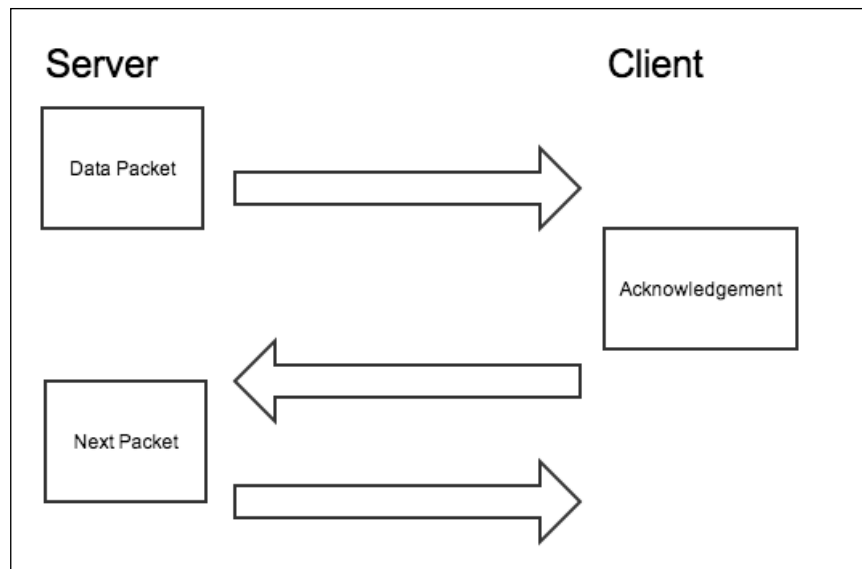 Server
Client
Data Packet
Acknowledgement
Next Packet